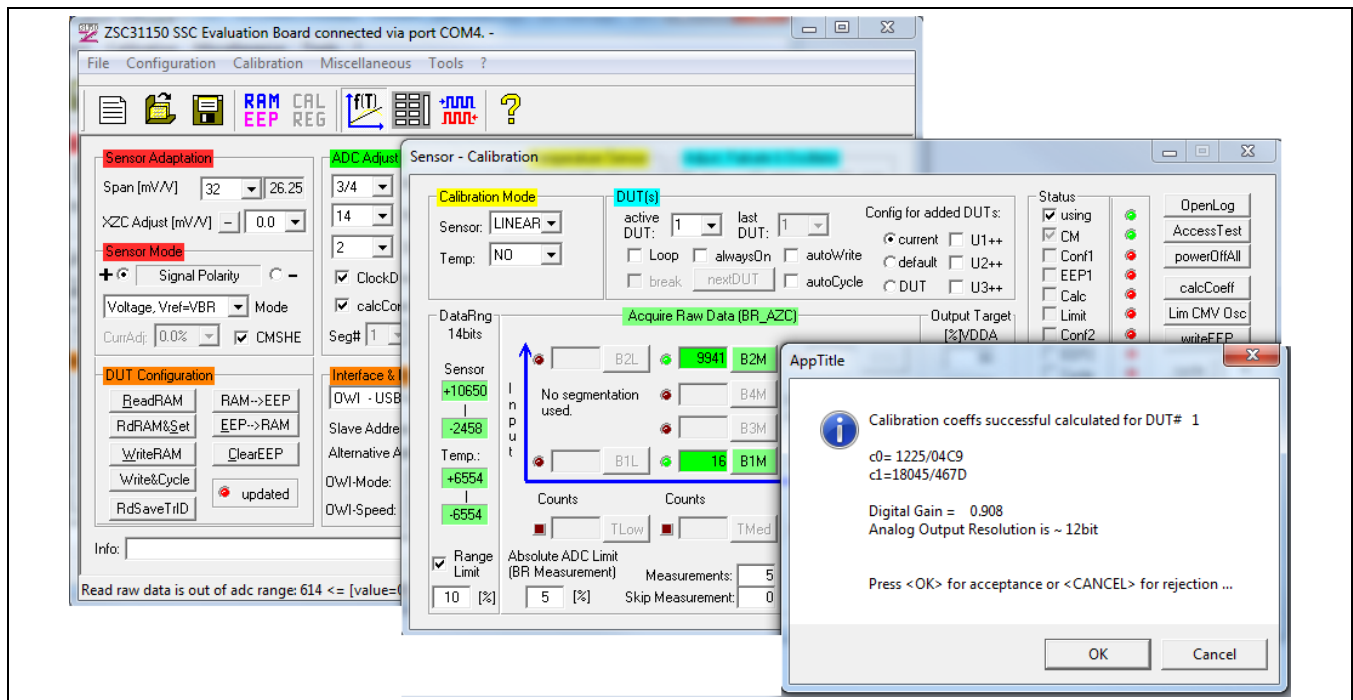 ZSC31150 SSC Evaluation Board connected via port COM4. -
File Configuration Calibration Miscellaneous Tools ?
RAM EEP CAL REG f(T) ?
Sensor Adaptation
Span [mV/V] 32 26.25
XZC Adjust [mV/V] - 0.0
Sensor Mode
+ Signal Polarity -
Voltage, Vref=VBR Mode
CurrAdj: 0.0% CMSHE
DUT Configuration
ReadRAM RAM-->EEP
RdRAM&Set EEP-->RAM
WriteRAM ClearEEP
Write&Cycle updated
RdSaveTrID
Info:
Read raw data is out of adc range: 614 <= [value=
ADC Adjust
3/4
14
2
ClockD
calcCor
Seg# 1
Interface &
OWI - USB
Slave Addre
Alternative A
OWI-Mode:
OWI-Speed:
Sensor - Calibration
Calibration Mode
Sensor: LINEAR
Temp: NO
DUT(s)
active DUT: 1 last DUT: 1 Config for added DUTs:
Loop alwaysOn autoWrite
break nextDUT autoCycle
current U1++
default U2++
DUT U3++
Status
using
CM
Conf1
EEP1
Calc
Limit
Conf2
OpenLog
AccessTest
powerOffAll
calcCoeff
Lim CMV Osc
writeEEP
DataRng
14bits
Sensor
+10650
|
-2458
Temp.:
+6554
|
-6554
Range Limit
10 [%]
Acquire Raw Data (BR_AZC)
Input
B2L 9941 B2M
No segmentation used.
B4M
B3M
B1L 16 B1M
Counts Counts
TLow TMed
Absolute ADC Limit
(BR Measurement)
5 [%]
Measurements: 5
Skip Measurement: 0
Output Target
[%]VDDA
AppTitle
Calibration coeffs successful calculated for DUT# 1
c0= 1225/04C9
c1=18045/467D
Digital Gain = 0.908
Analog Output Resolution is ~ 12bit
Press <OK> for acceptance or <CANCEL> for rejection ...
OK Cancel